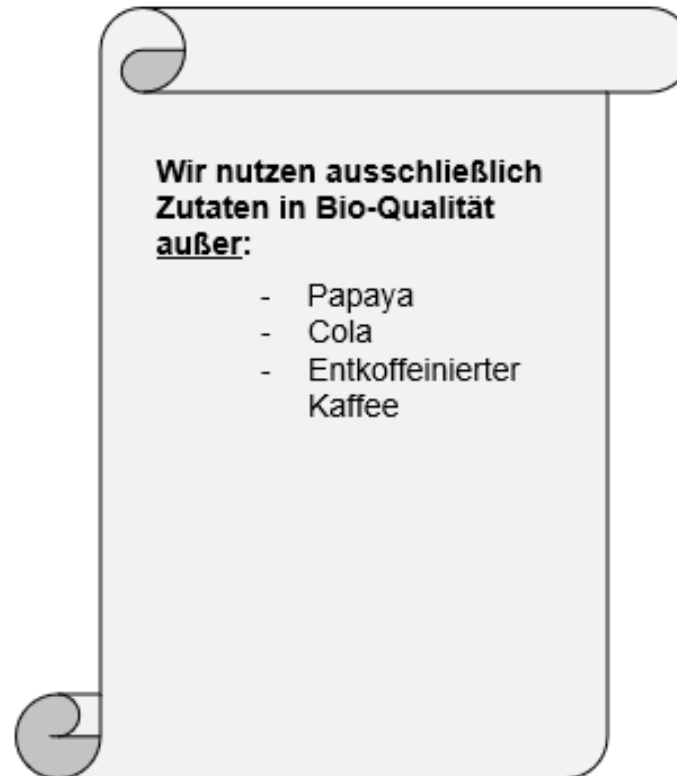 Wir nutzen ausschließlich
Zutaten in Bio-Qualität
außer:
- Papaya
- Cola
- Entkoffeinierter
Kaffee